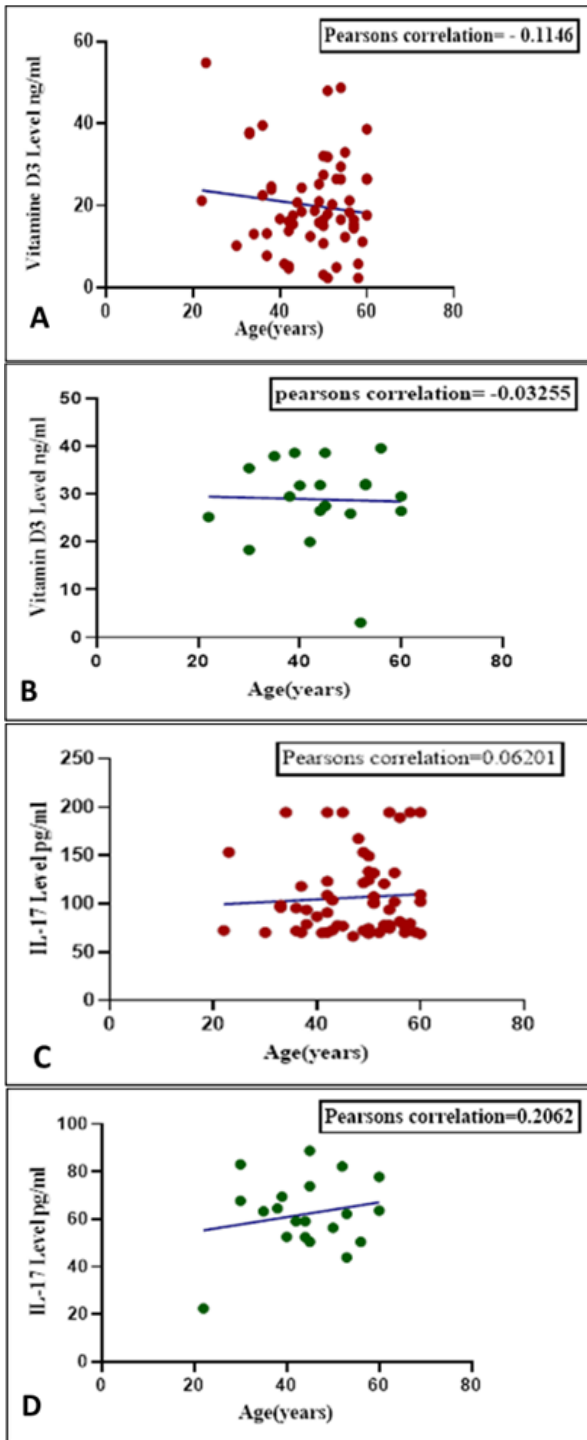 Pearsons correlation= - 0.1146
Vitamine D3 Level ng/ml
60
40
20
0
0 20 40 60 80
Age(years)
A
pearsons correlation= -0.03255
Vitamin D3 Level ng/ml
50
40
30
20
10
0
0 20 40 60 80
Age(years)
B
Pearsons correlation=0.06201
IL-17 Level pg/ml
250
200
150
100
50
0
0 20 40 60 80
Age(years)
C
Pearsons correlation=0.2062
IL-17 Level pg/ml
100
80
60
40
20
0
0 20 40 60 80
Age(years)
D